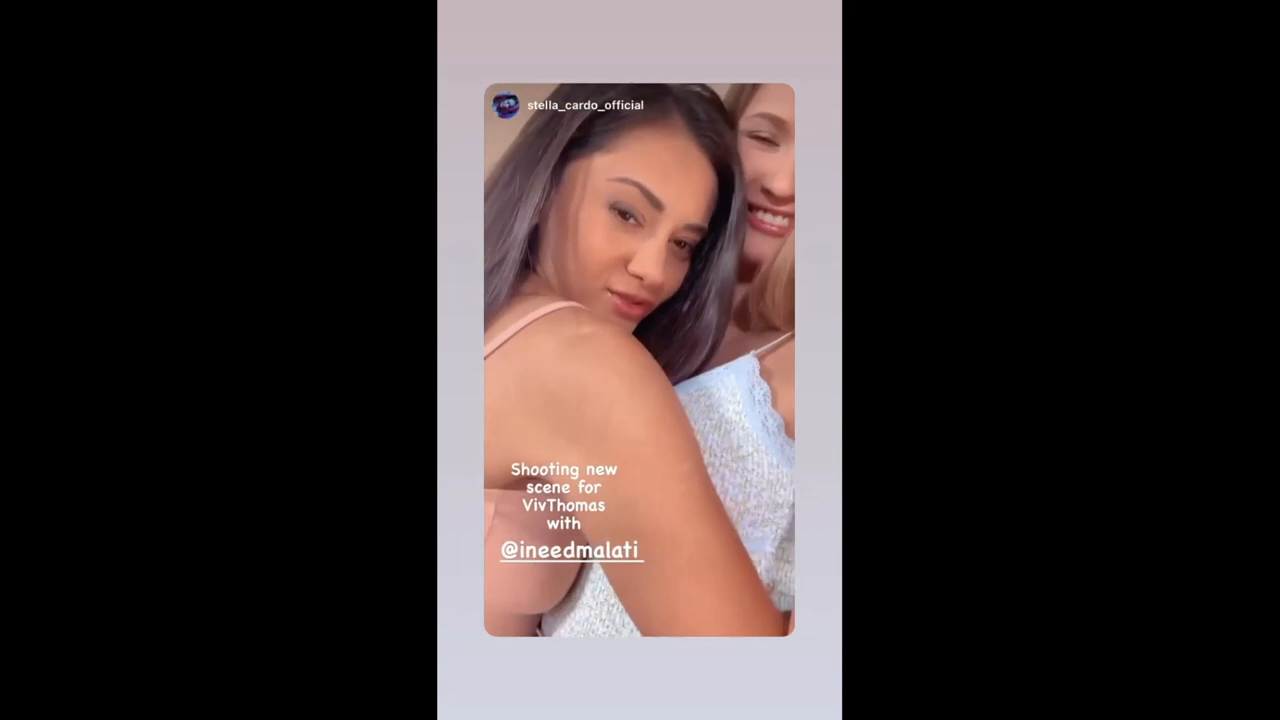 stella_cardo_official
Shooting new
scene for
VivThomas
with
@ineedmalati